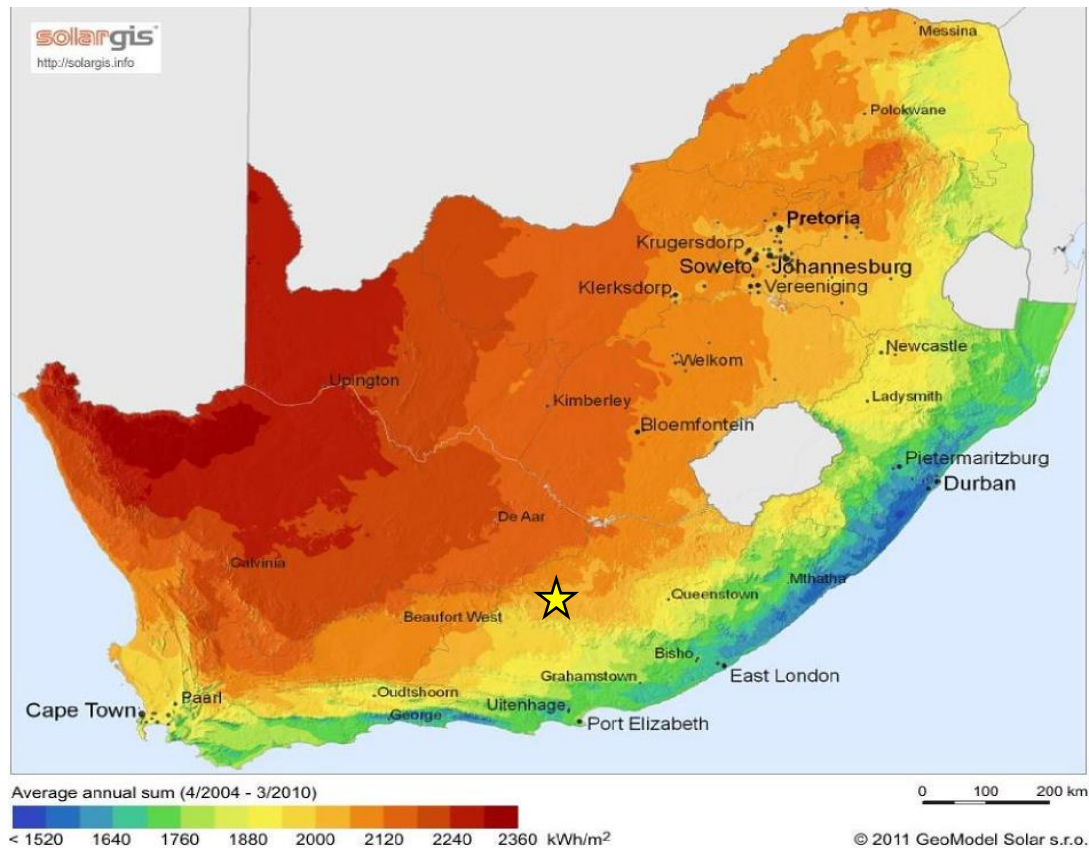 solargis
http://solargis.info
Messina
Polokwane
Pretoria
Krugersdorp
Soweto
Johannesburg
Klerksdorp
Vereeniging
Newcastle
Welkom
Upington
Kimberley
Ladysmith
Bloemfontein
Pietermaritzburg
Durban
De Aar
Calvinia
Mthatha
Queenstown
Beaufort West
Bisho
Grahamstown
East London
Oudtshoorn
Paarl
Uitenhage
Cape Town
George
Port Elizabeth
Average annual sum (4/2004 - 3/2010)
0 100 200 km
< 1520 1640 1760 1880 2000 2120 2240 2360 kWh/m²
© 2011 GeoModel Solar s.r.o.